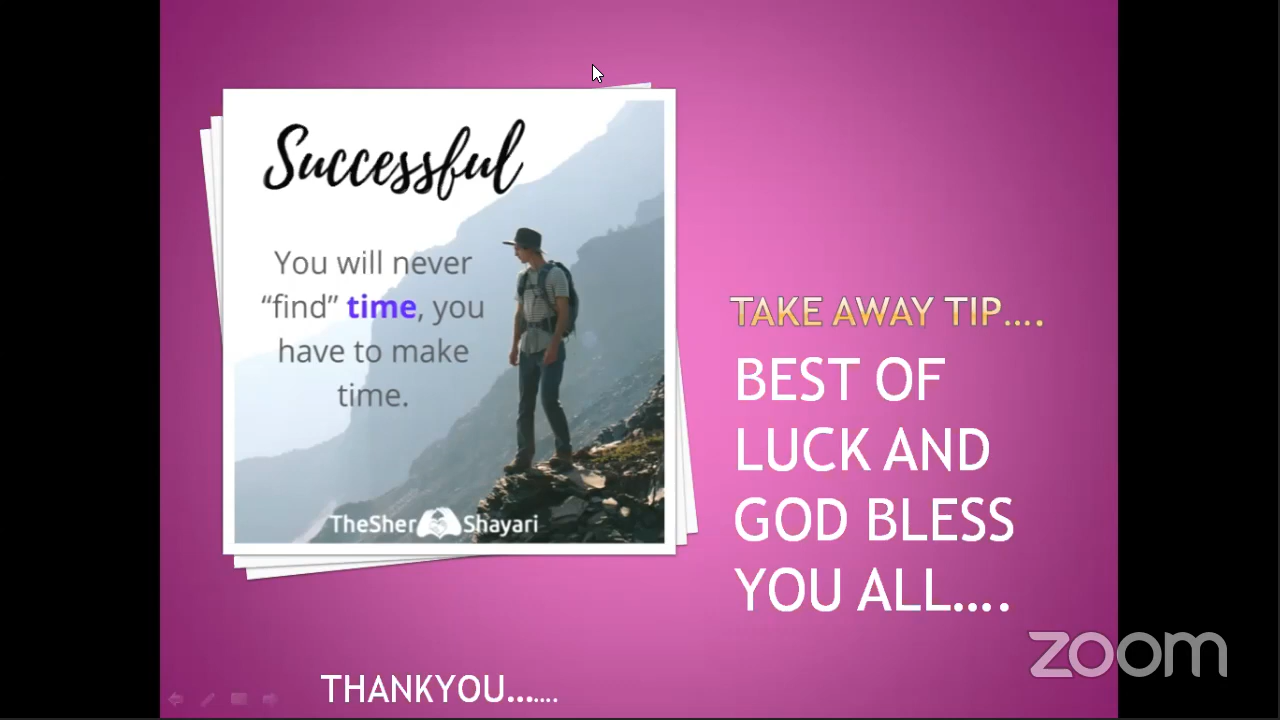 Successful
You will never
“find” time, you
have to make
time.
TheSher Shayari
TAKE AWAY TIP....
BEST OF
LUCK AND
GOD BLESS
YOU ALL....
zoom
THANKYOU.......